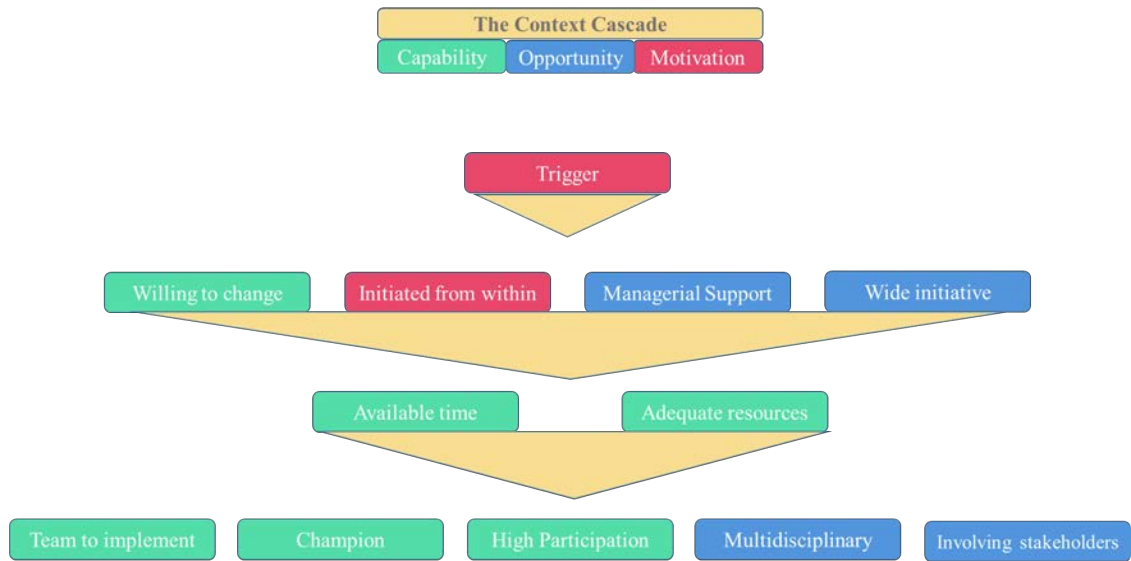 The Context Cascade
Capability
Opportunity
Motivation
Trigger
Willing to change
Initiated from within
Managerial Support
Wide initiative
Available time
Adequate resources
Team to implement
Champion
High Participation
Multidisciplinary
Involving stakeholders